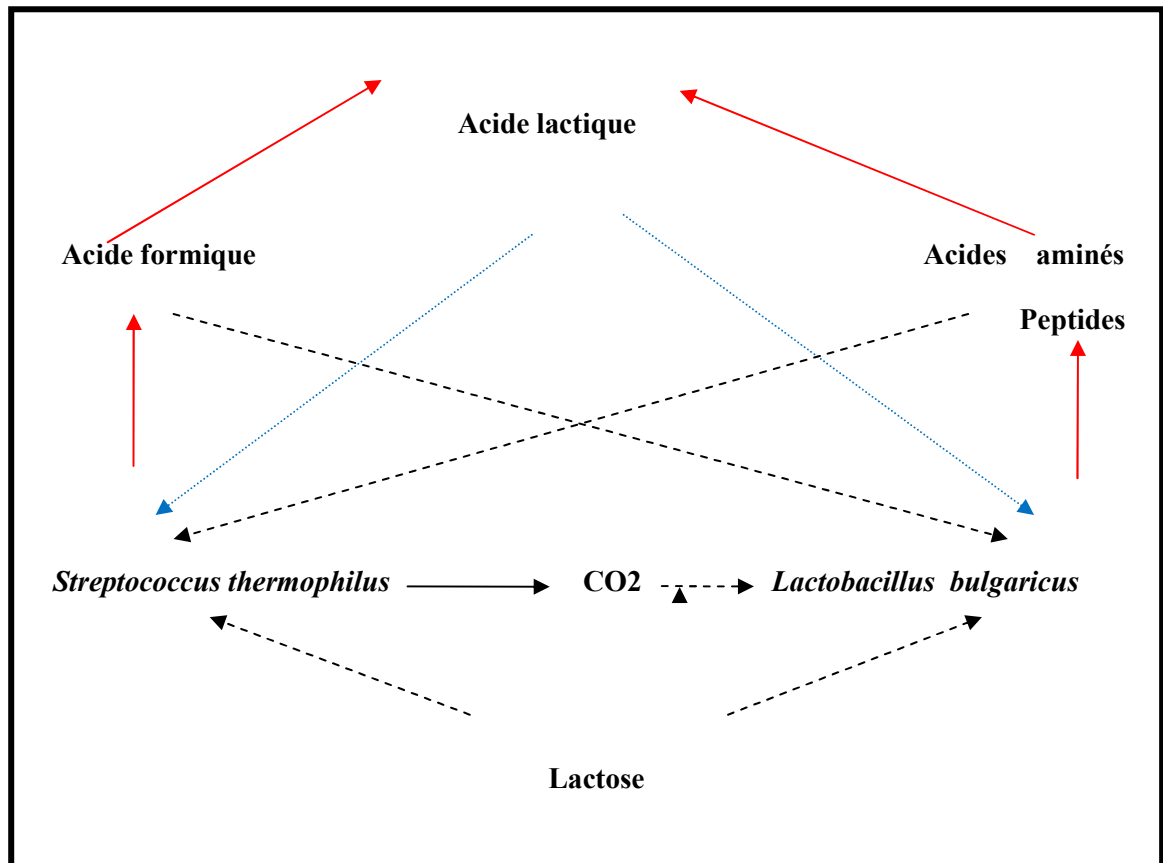 Acide lactique
Acide formique
Acides aminés
Peptides
Streptococcus thermophilus
CO2
Lactobacillus bulgaricus
Lactose